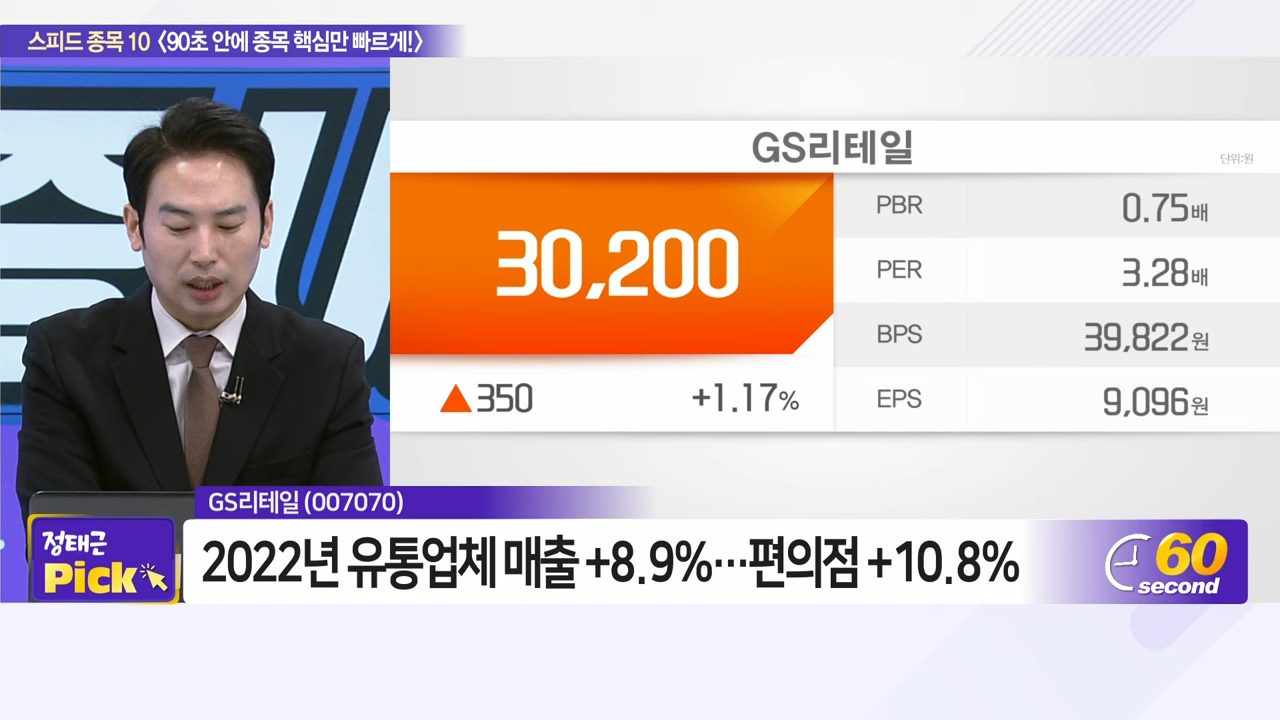 스피드 종목 10 〈90초 안에 종목 핵심만 빠르게!〉
GS리테일
단위:원
30,200
▲350 +1.17%
PBR 0.75배
PER 3.28배
BPS 39,822원
EPS 9,096원
GS리테일 (007070)
정태근
Pick
2022년 유통업체 매출 +8.9%…편의점 +10.8%
60
second